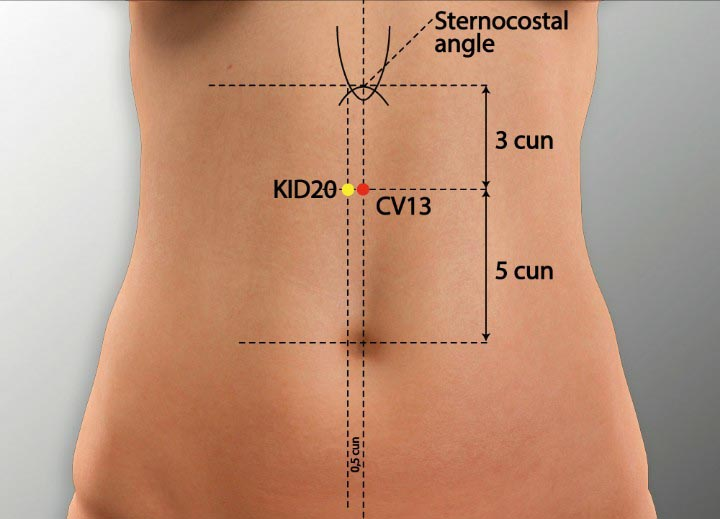 Sternocostal
angle
3 cun
KID20
CV13
5 cun
0,5 cun